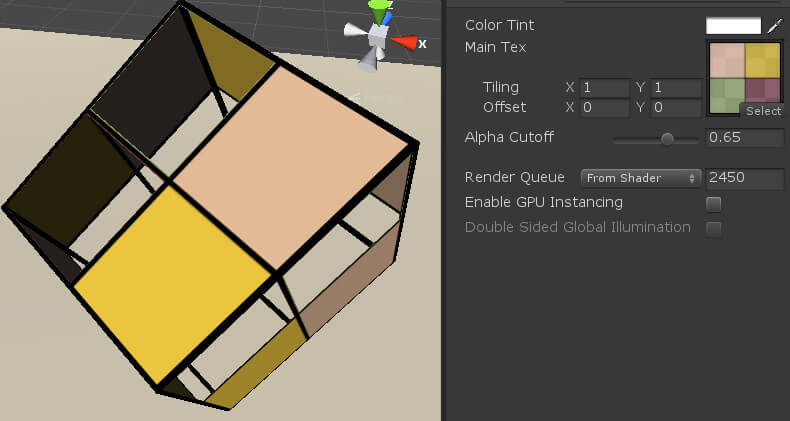 z
x
Color Tint
Main Tex
Tiling X 1 Y 1
Offset X 0 Y 0
Select
Alpha Cutoff 0.65
Render Queue From Shader 2450
Enable GPU Instancing
Double Sided Global Illumination